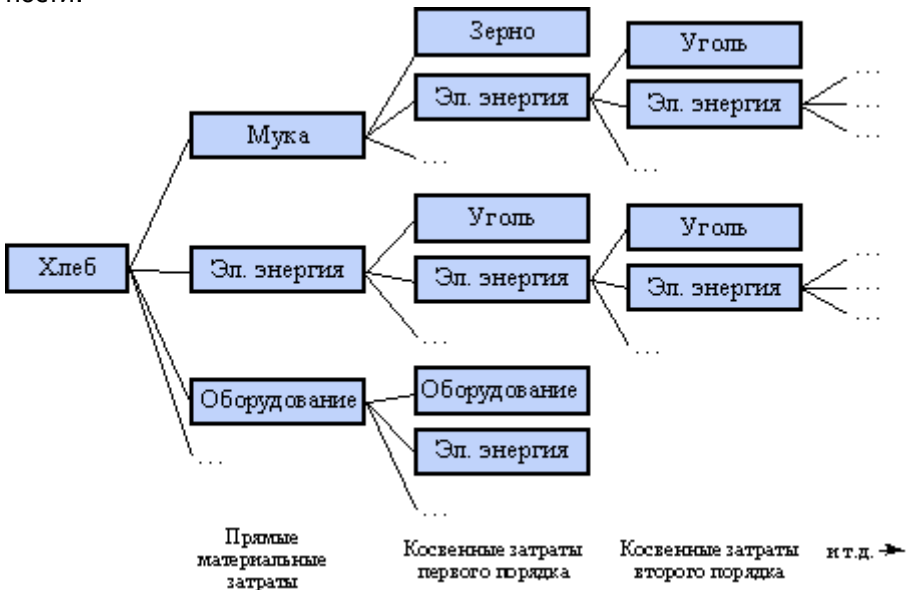 Зерно
Уголь
Эл. энергия
Эл. энергия
. . .
. . .
. . .
Мука
. . .
. . .
Уголь
Уголь
Хлеб
Эл. энергия
Эл. энергия
Эл. энергия
. . .
. . .
. . .
. . .
. . .
Оборудование
Оборудование
Эл. энергия
. . .
. . .
Прямые
материальные
затраты
Косвенные затраты
первого порядка
Косвенные затраты
второго порядка
и т.д.